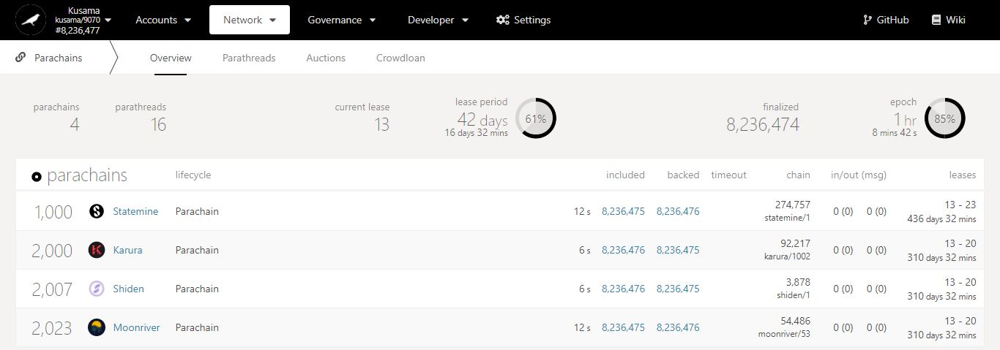 Kusama
kusama/9070
#8,236,477
Accounts Network Governance Developer Settings GitHub Wiki
Parachains Overview Parathreads Auctions Crowdloan
parachains parathreads current lease lease period finalized epoch
4 16 13 42 days 61% 8,236,474 1 hr 85%
16 days 32 mins 8 mins 42 s
parachains lifecycle included backed timeout chain in/out (msg) leases
1,000 Statemine Parachain 12 s 8,236,475 8,236,476 274,757 0 (0) 0 (0) 13 - 23
statemine/1 436 days 32 mins
2,000 Karura Parachain 6 s 8,236,476 8,236,475 92,217 0 (0) 0 (0) 13 - 20
karura/1002 310 days 32 mins
2,007 Shiden Parachain 6 s 8,236,476 8,236,475 3,878 0 (0) 0 (0) 13 - 20
shiden/1 310 days 32 mins
2,023 Moonriver Parachain 12 s 8,236,475 8,236,476 54,486 0 (0) 0 (0) 13 - 20
moonriver/53 310 days 32 mins